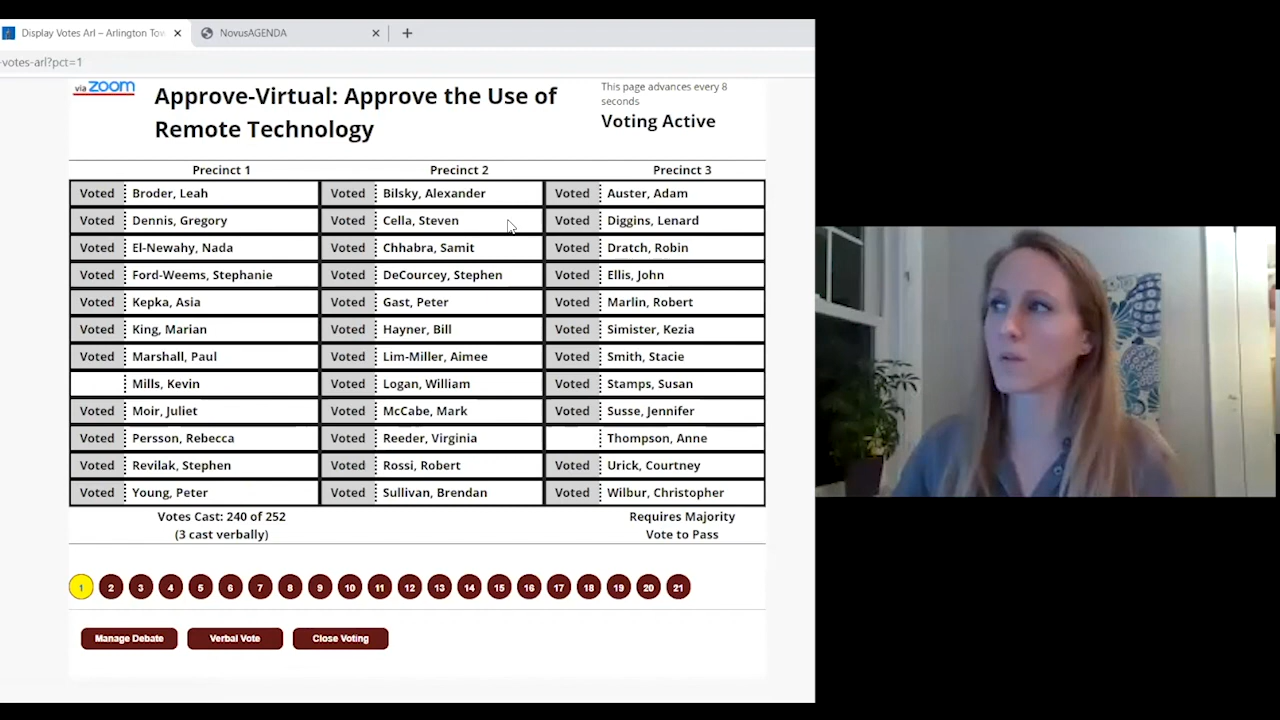 Display Votes Arl – Arlington Tow
NovusAGENDA
-votes-arl?pct=1
via zoom
Approve-Virtual: Approve the Use of
Remote Technology
This page advances every 8
seconds
Voting Active
Precinct 1 Precinct 2 Precinct 3
Voted Broder, Leah Voted Bilsky, Alexander Voted Auster, Adam
Voted Dennis, Gregory Voted Cella, Steven Voted Diggins, Lenard
Voted El-Newahy, Nada Voted Chhabra, Samit Voted Dratch, Robin
Voted Ford-Weems, Stephanie Voted DeCourcey, Stephen Voted Ellis, John
Voted Kepka, Asia Voted Gast, Peter Voted Marlin, Robert
Voted King, Marian Voted Hayner, Bill Voted Simister, Kezia
Voted Marshall, Paul Voted Lim-Miller, Aimee Voted Smith, Stacie
Mills, Kevin Voted Logan, William Voted Stamps, Susan
Voted Moir, Juliet Voted McCabe, Mark Voted Susse, Jennifer
Voted Persson, Rebecca Voted Reeder, Virginia Thompson, Anne
Voted Revilak, Stephen Voted Rossi, Robert Voted Urick, Courtney
Voted Young, Peter Voted Sullivan, Brendan Voted Wilbur, Christopher
Votes Cast: 240 of 252 Requires Majority
(3 cast verbally) Vote to Pass
1 2 3 4 5 6 7 8 9 10 11 12 13 14 15 16 17 18 19 20 21
Manage Debate Verbal Vote Close Voting